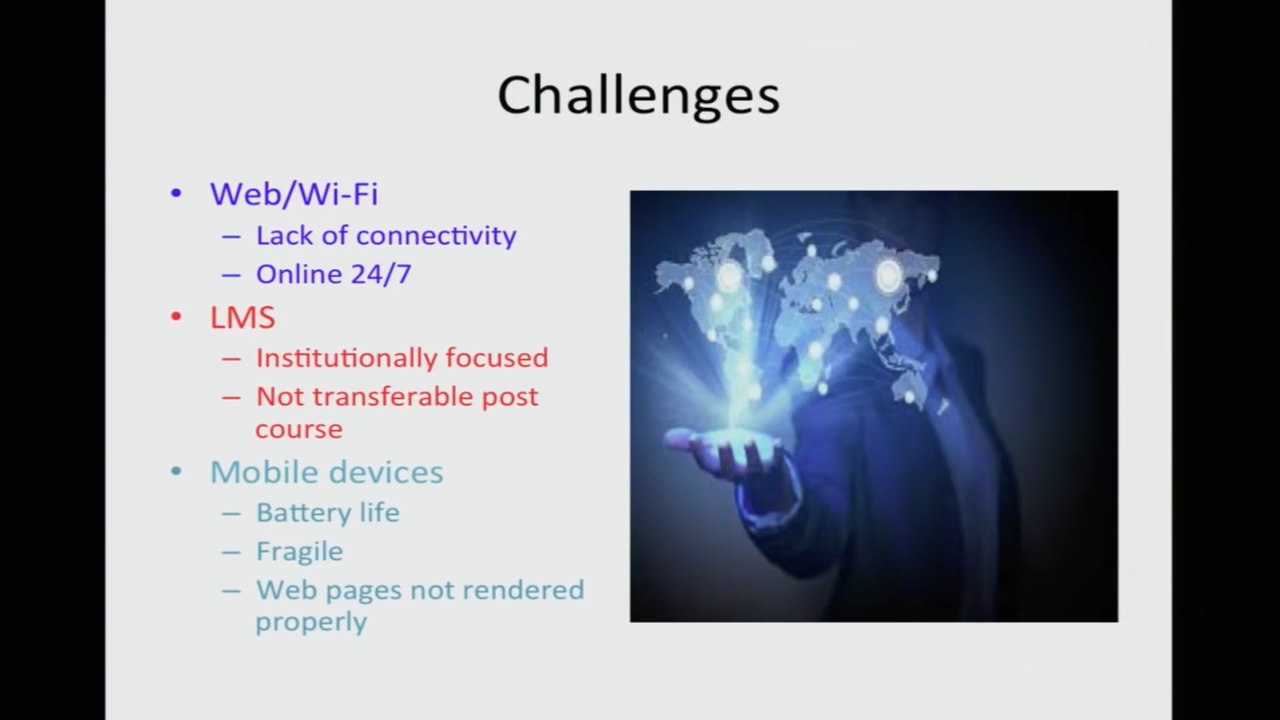 Challenges
• Web/Wi-Fi
– Lack of connectivity
– Online 24/7
• LMS
– Institutionally focused
– Not transferable post
course
• Mobile devices
– Battery life
– Fragile
– Web pages not rendered
properly